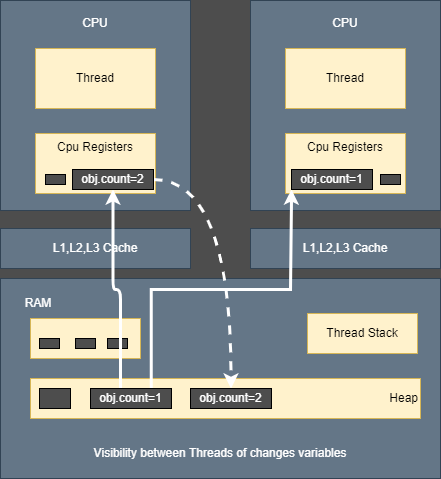 CPU
CPU
Thread
Thread
Cpu Registers
Cpu Registers
obj.count=2
obj.count=1
L1,L2,L3 Cache
L1,L2,L3 Cache
RAM
Thread Stack
obj.count=1
obj.count=2
Heap
Visibility between Threads of changes variables